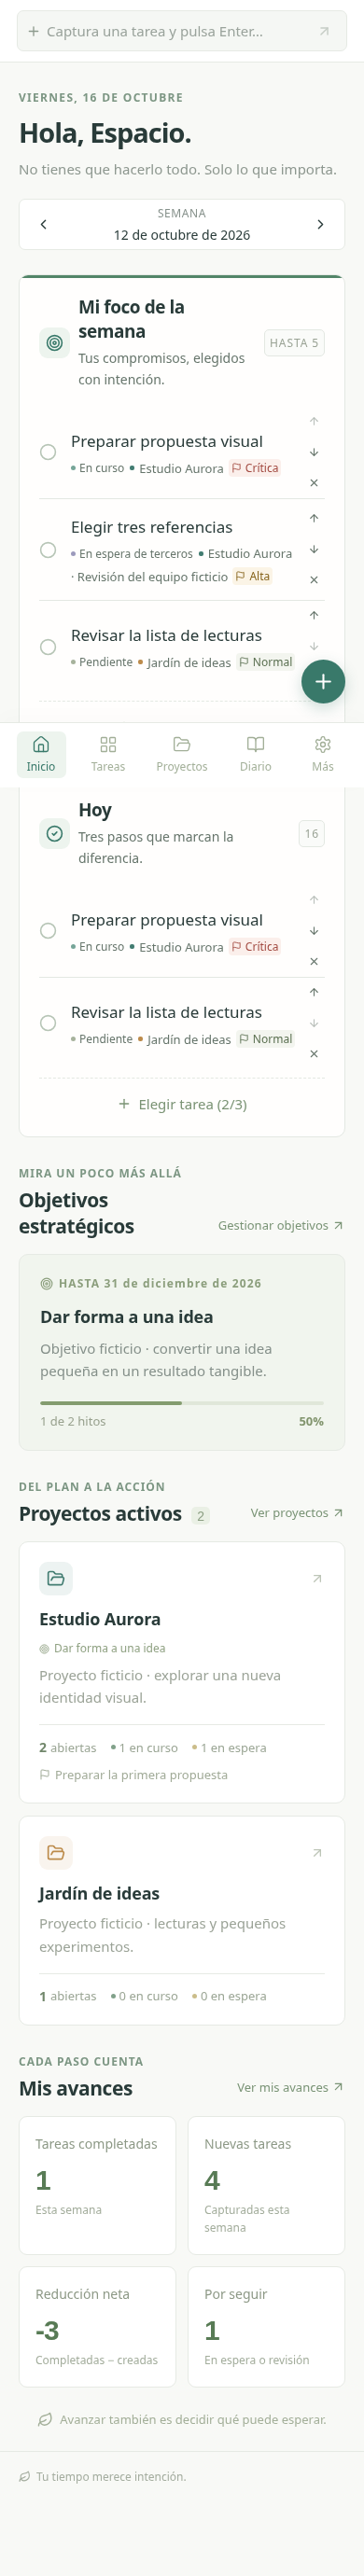 Captura una tarea y pulsa Enter...
VIERNES, 16 DE OCTUBRE
Hola, Espacio.
No tienes que hacerlo todo. Solo lo que importa.
SEMANA
12 de octubre de 2026
Mi foco de la
semana
Tus compromisos, elegidos
con intención.
HASTA 5
Preparar propuesta visual
En curso Estudio Aurora Crítica
Elegir tres referencias
En espera de terceros Estudio Aurora
· Revisión del equipo ficticio Alta
Revisar la lista de lecturas
Pendiente Jardín de ideas Normal
Inicio Tareas Proyectos Diario Más
Hoy
Tres pasos que marcan la
diferencia.
16
Preparar propuesta visual
En curso Estudio Aurora Crítica
Revisar la lista de lecturas
Pendiente Jardín de ideas Normal
Elegir tarea (2/3)
MIRA UN POCO MÁS ALLÁ
Objetivos
estratégicos
Gestionar objetivos
HASTA 31 de diciembre de 2026
Dar forma a una idea
Objetivo ficticio · convertir una idea
pequeña en un resultado tangible.
1 de 2 hitos 50%
DEL PLAN A LA ACCIÓN
Proyectos activos 2 Ver proyectos
Estudio Aurora
Dar forma a una idea
Proyecto ficticio · explorar una nueva
identidad visual.
2 abiertas 1 en curso 1 en espera
Preparar la primera propuesta
Jardín de ideas
Proyecto ficticio · lecturas y pequeños
experimentos.
1 abiertas 0 en curso 0 en espera
CADA PASO CUENTA
Mis avances Ver mis avances
Tareas completadas
1
Esta semana
Nuevas tareas
4
Capturadas esta
semana
Reducción neta
-3
Completadas – creadas
Por seguir
1
En espera o revisión
Avanzar también es decidir qué puede esperar.
Tu tiempo merece intención.